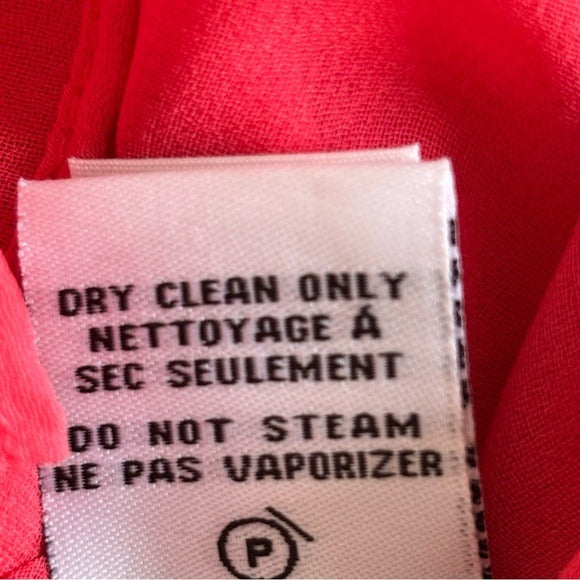 DRY CLEAN ONLY
NETTOYAGE Á
SEC SEULEMENT
DO NOT STEAM
NE PAS VAPORIZER
P